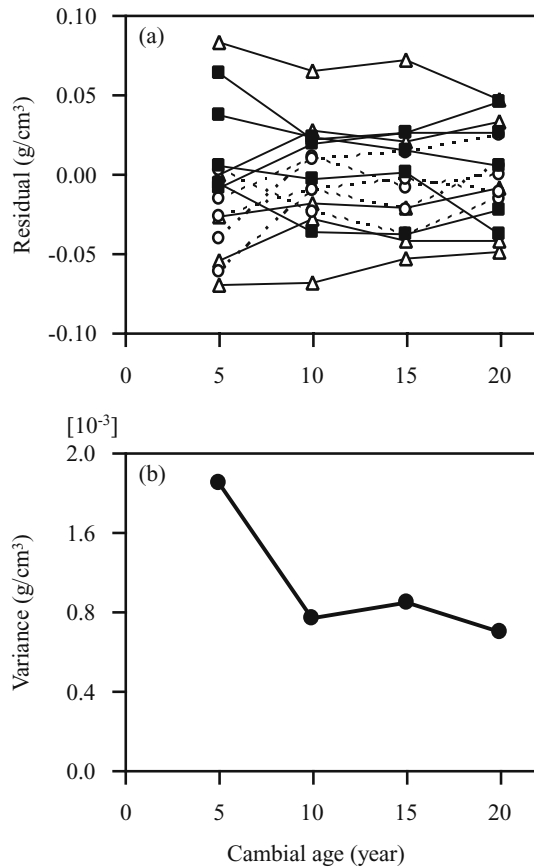 (a)
0.10
0.05
0.00
-0.05
-0.10
Residual (g/cm³)
0 5 10 15 20
[10⁻³]
(b)
2.0
1.6
0.8
0.4
0.0
Variance (g/cm³)
0 5 10 15 20
Cambial age (year)